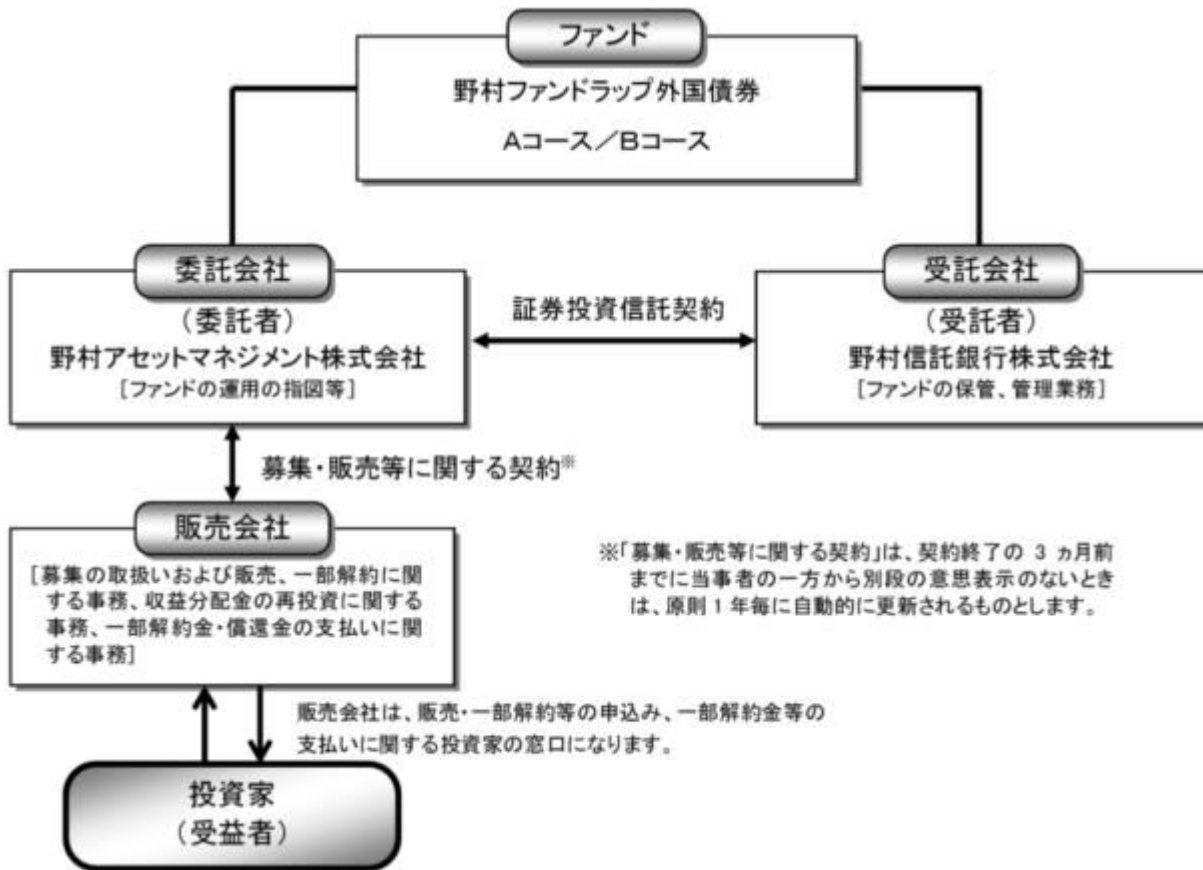 ファンド
野村ファンドラップ外国債券
Aコース／Bコース
委託会社
（委託者）
野村アセットマネジメント株式会社
［ファンドの運用の指図等］
証券投資信託契約
受託会社
（受託者）
野村信託銀行株式会社
［ファンドの保管、管理業務］
募集・販売等に関する契約※
販売会社
［募集の取扱いおよび販売、一部解約に関
する事務、収益分配金の再投資に関する
事務、一部解約金・償還金の支払いに関
する事務］
※「募集・販売等に関する契約」は、契約終了の 3 ヵ月前
までに当事者の一方から別段の意思表示のないとき
は、原則 1 年毎に自動的に更新されるものとします。
販売会社は、販売・一部解約等の申込み、一部解約金等の
支払いに関する投資家の窓口になります。
投資家
（受益者）